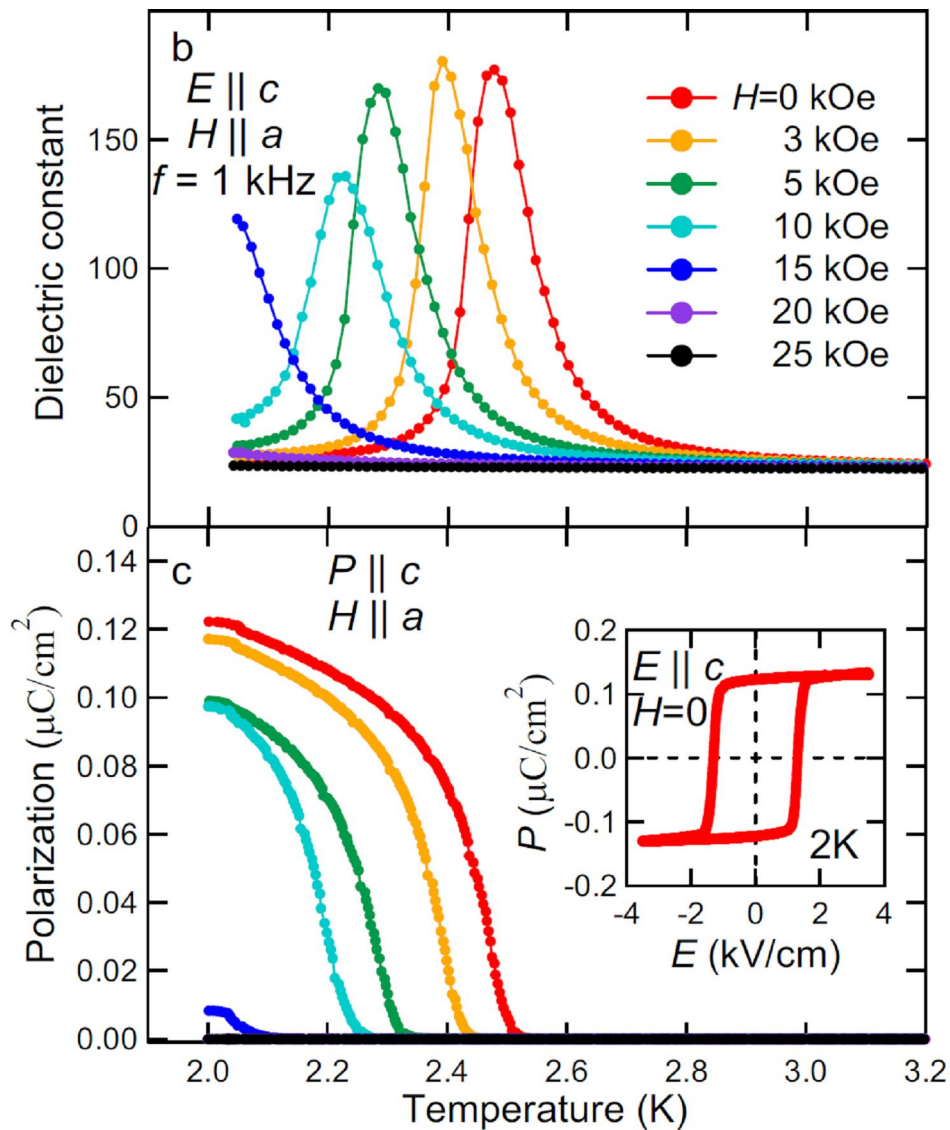 b
E || c
H || a
f = 1 kHz
H=0 kOe
3 kOe
5 kOe
10 kOe
15 kOe
20 kOe
25 kOe
Dielectric constant
150
100
50
0
c
P || c
H || a
Polarization (μC/cm²)
0.14
0.12
0.10
0.08
0.06
0.04
0.02
0.00
E || c
H=0
2K
P (μC/cm²)
0.2
0.1
0.0
-0.1
-0.2
-4 -2 0 2 4
E (kV/cm)
2.0 2.2 2.4 2.6 2.8 3.0 3.2
Temperature (K)